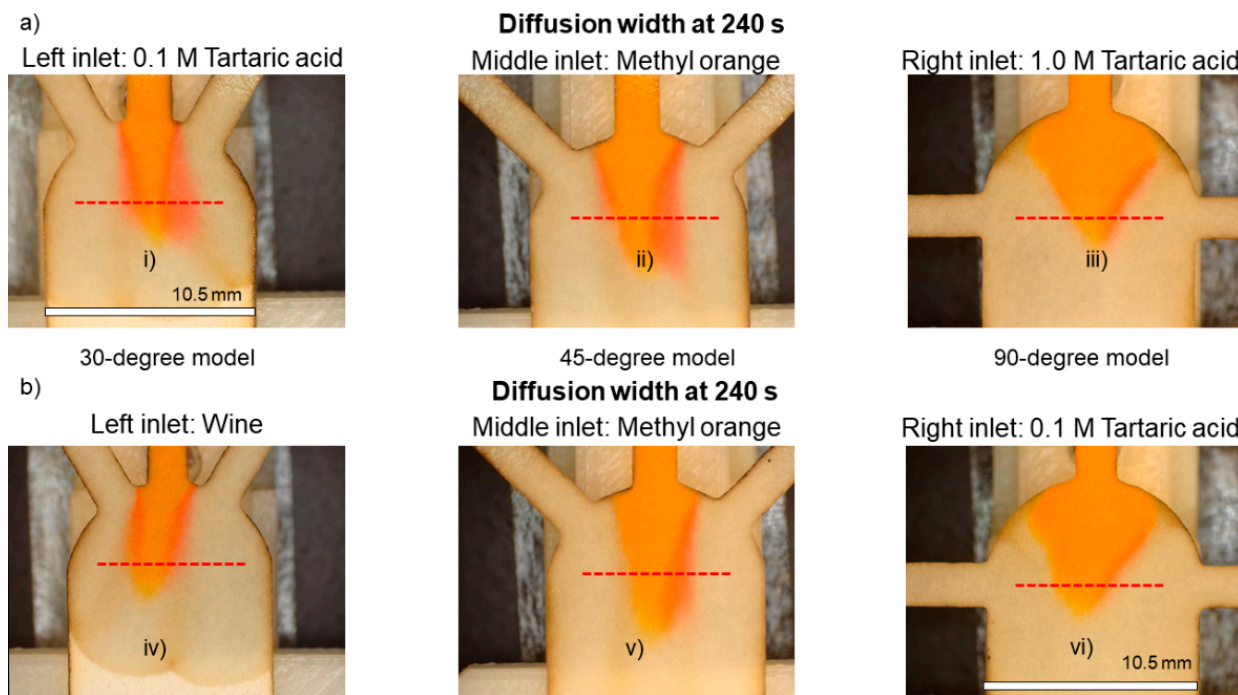 a)
Diffusion width at 240 s
Left inlet: 0.1 M Tartaric acid
Middle inlet: Methyl orange
Right inlet: 1.0 M Tartaric acid
i)
ii)
iii)
10.5 mm
30-degree model
45-degree model
90-degree model
b)
Diffusion width at 240 s
Left inlet: Wine
Middle inlet: Methyl orange
Right inlet: 0.1 M Tartaric acid
iv)
v)
vi)
10.5 mm